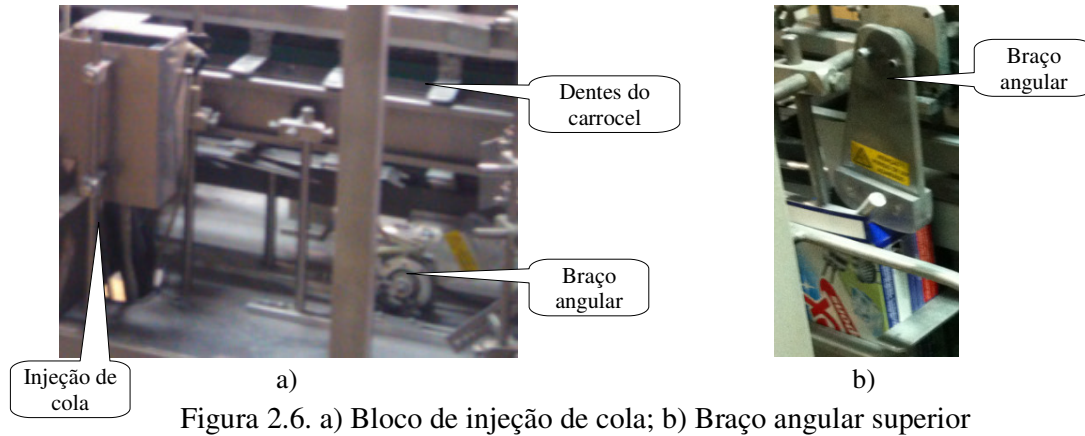 Dentes do
carrocel
Braço
angular
Injeção de
cola
a)
Braço
angular
b)
Figura 2.6. a) Bloco de injeção de cola; b) Braço angular superior